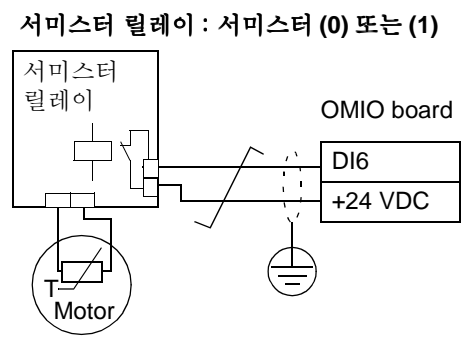 서미스터 릴레이 : 서미스터 (0) 또는 (1)
서미스터
릴레이
OMIO board
DI6
+24 VDC
T
Motor